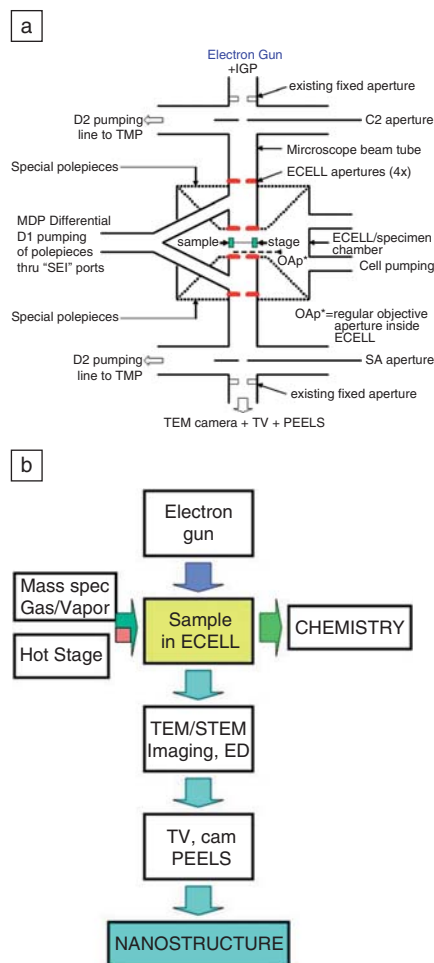 a
Electron Gun
+IGP
existing fixed aperture
D2 pumping
line to TMP
C2 aperture
Special polepieces
Mircroscope beam tube
ECELL apertures (4x)
MDP Differential
D1 pumping
of polepieces
thru “SEI” ports
sample
stage
OAp*
ECELL/specimen
chamber
Cell pumping
Special polepieces
OAp*=regular objective
aperture inside
ECELL
D2 pumping
line to TMP
SA aperture
existing fixed aperture
TEM camera + TV + PEELS
b
Electron
gun
Mass spec
Gas/Vapor
Hot Stage
Sample
in ECELL
CHEMISTRY
TEM/STEM
Imaging, ED
TV, cam
PEELS
NANOSTRUCTURE